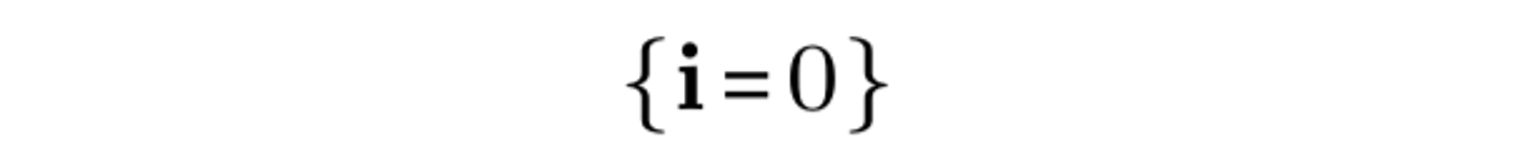 {i = 0}